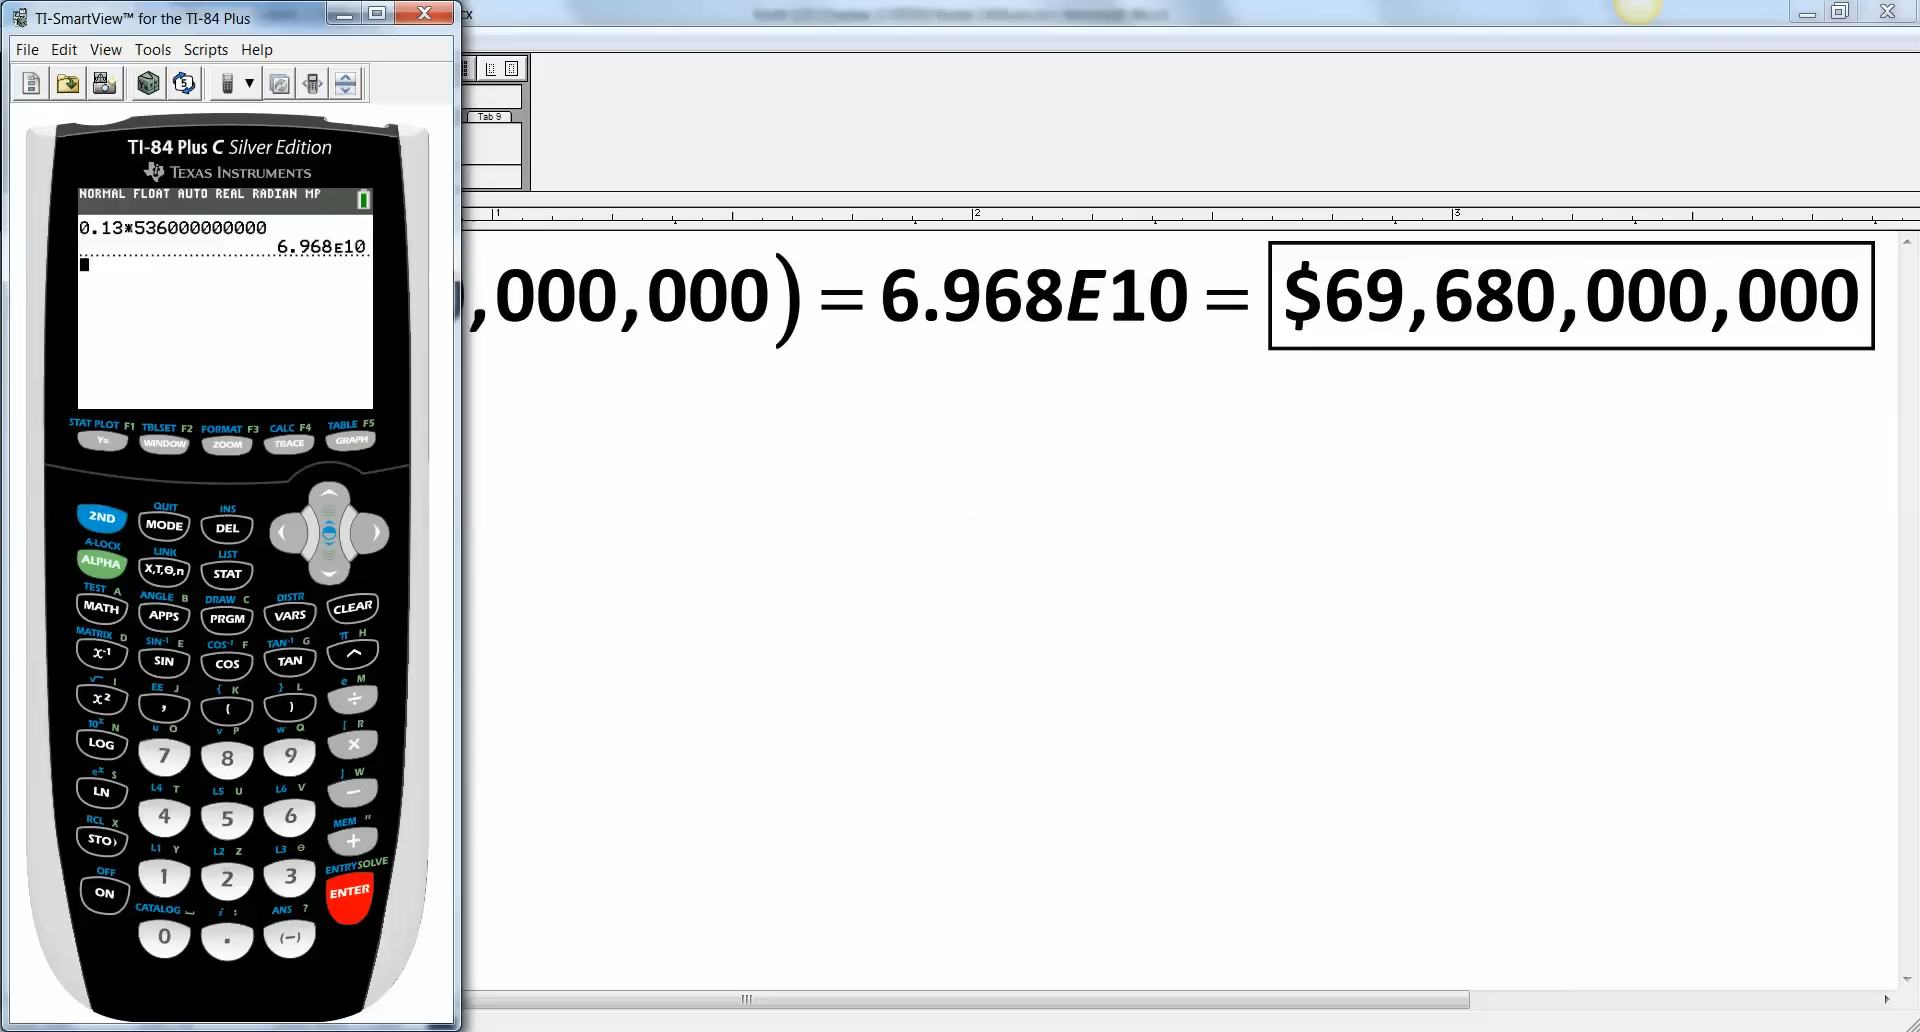 TI-SmartView™ for the TI-84 Plus
CX
File Edit View Tools Scripts Help
Tab 9
TI-84 Plus C Silver Edition
TEXAS INSTRUMENTS
NORMAL FLOAT AUTO REAL RADIAN MP
0.13*536000000000
6.968E10
1 2 3
,000,000) = 6.968E10 = $69,680,000,000
STAT PLOT F1 TBLSET F2 FORMAT F3 CALC F4 TABLE F5
Y= WINDOW ZOOM TRACE GRAPH
QUIT INS
2ND MODE DEL
A-LOCK LINK LIST
ALPHA X,T,Θ,n STAT
TEST A ANGLE B DRAW C DISTR
MATH APPS PRGM VARS CLEAR
MATRIX D SIN⁻¹ E COS⁻¹ F TAN⁻¹ G π H
x⁻¹ SIN COS TAN ^
√ I EE J { K } L e M
x² , ( ) ÷
10ˣ N u O v P w Q [ R
LOG 7 8 9 ×
eˣ S L4 T L5 U L6 V ] W
LN 4 5 6 −
RCL X L1 Y L2 Z L3 Θ MEM "
STO› 1 2 3 +
OFF CATALOG ⎵ i : ANS ? ENTRY SOLVE
ON 0 . (−) ENTER